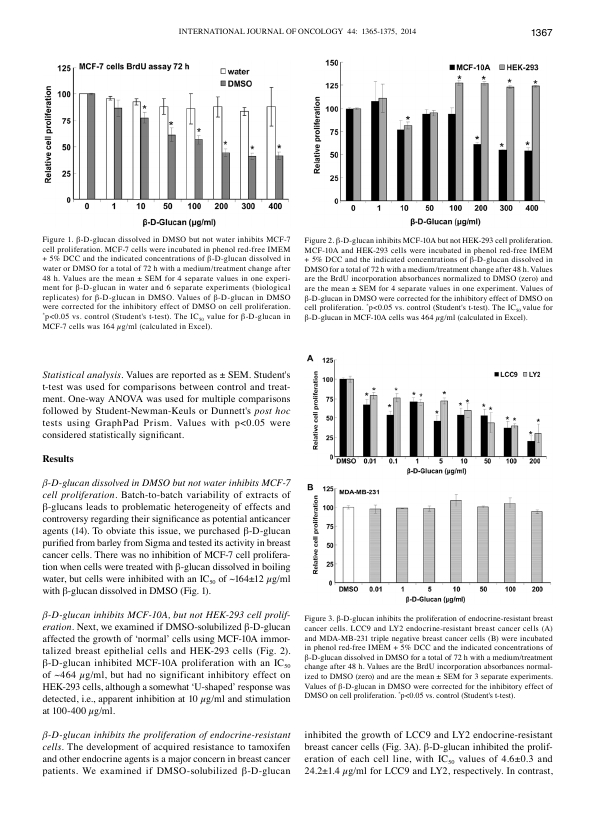 INTERNATIONAL JOURNAL OF ONCOLOGY 44: 1365-1375, 2014
1367
MCF-7 cells BrdU assay 72 h
water
DMSO
Relative cell proliferation
125
100
75
50
25
0
0 1 10 50 100 200 300 400
β-D-Glucan (µg/ml)
Figure 1. β-D-glucan dissolved in DMSO but not water inhibits MCF-7
cell proliferation. MCF-7 cells were incubated in phenol red-free IMEM
+ 5% DCC and the indicated concentrations of β-D-glucan dissolved in
water or DMSO for a total of 72 h with a medium/treatment change after
48 h. Values are the mean ± SEM for 4 separate values in one experi-
ment for β-D-glucan in water and 6 separate experiments (biological
replicates) for β-D-glucan in DMSO. Values of β-D-glucan in DMSO
were corrected for the inhibitory effect of DMSO on cell proliferation.
*p<0.05 vs. control (Student's t-test). The IC50 value for β-D-glucan in
MCF-7 cells was 164 µg/ml (calculated in Excel).
MCF-10A HEK-293
Relative proliferation
150
125
100
75
50
25
0
0 1 10 50 100 200 300 400
β-D-Glucan (µg/ml)
Figure 2. β-D-glucan inhibits MCF-10A but not HEK-293 cell proliferation.
MCF-10A and HEK-293 cells were incubated in phenol red-free IMEM
+ 5% DCC and the indicated concentrations of β-D-glucan dissolved in
DMSO for a total of 72 h with a medium/treatment change after 48 h. Values
are the BrdU incorporation absorbances normalized to DMSO (zero) and
are the mean ± SEM for 4 separate values in one experiment. Values of
β-D-glucan in DMSO were corrected for the inhibitory effect of DMSO on
cell proliferation. *p<0.05 vs. control (Student's t-test). The IC50 value for
β-D-glucan in MCF-10A cells was 464 µg/ml (calculated in Excel).
Statistical analysis. Values are reported as ± SEM. Student's
t-test was used for comparisons between control and treat-
ment. One-way ANOVA was used for multiple comparisons
followed by Student-Newman-Keuls or Dunnett's post hoc
tests using GraphPad Prism. Values with p<0.05 were
considered statistically significant.
Results
β-D-glucan dissolved in DMSO but not water inhibits MCF-7
cell proliferation. Batch-to-batch variability of extracts of
β-glucans leads to problematic heterogeneity of effects and
controversy regarding their significance as potential anticancer
agents (14). To obviate this issue, we purchased β-D-glucan
purified from barley from Sigma and tested its activity in breast
cancer cells. There was no inhibition of MCF-7 cell prolifera-
tion when cells were treated with β-glucan dissolved in boiling
water, but cells were inhibited with an IC50 of ~164±12 µg/ml
with β-glucan dissolved in DMSO (Fig. 1).
β-D-glucan inhibits MCF-10A, but not HEK-293 cell prolif-
eration. Next, we examined if DMSO-solubilized β-D-glucan
affected the growth of 'normal' cells using MCF-10A immor-
talized breast epithelial cells and HEK-293 cells (Fig. 2).
β-D-glucan inhibited MCF-10A proliferation with an IC50
of ~464 µg/ml, but had no significant inhibitory effect on
HEK-293 cells, although a somewhat 'U-shaped' response was
detected, i.e., apparent inhibition at 10 µg/ml and stimulation
at 100-400 µg/ml.
β-D-glucan inhibits the proliferation of endocrine-resistant
cells. The development of acquired resistance to tamoxifen
and other endocrine agents is a major concern in breast cancer
patients. We examined if DMSO-solubilized β-D-glucan
A
LCC9 LY2
Relative cell proliferation
125
100
75
50
25
0
DMSO 0.01 0.1 1 5 10 50 100 200
β-D-Glucan (µg/ml)
B
MDA-MB-231
Relative cell proliferation
125
100
75
50
25
0
DMSO 0.01 0.1 1 5 10 50 100 200
β-D-Glucan (µg/ml)
Figure 3. β-D-glucan inhibits the proliferation of endocrine-resistant breast
cancer cells. LCC9 and LY2 endocrine-resistant breast cancer cells (A)
and MDA-MB-231 triple negative breast cancer cells (B) were incubated
in phenol red-free IMEM + 5% DCC and the indicated concentrations of
β-D-glucan dissolved in DMSO for a total of 72 h with a medium/treatment
change after 48 h. Values are the BrdU incorporation absorbances normal-
ized to DMSO (zero) and are the mean ± SEM for 3 separate experiments.
Values of β-D-glucan in DMSO were corrected for the inhibitory effect of
DMSO on cell proliferation. *p<0.05 vs. control (Student's t-test).
inhibited the growth of LCC9 and LY2 endocrine-resistant
breast cancer cells (Fig. 3A). β-D-glucan inhibited the prolif-
eration of each cell line, with IC50 values of 4.6±0.3 and
24.2±1.4 µg/ml for LCC9 and LY2, respectively. In contrast,